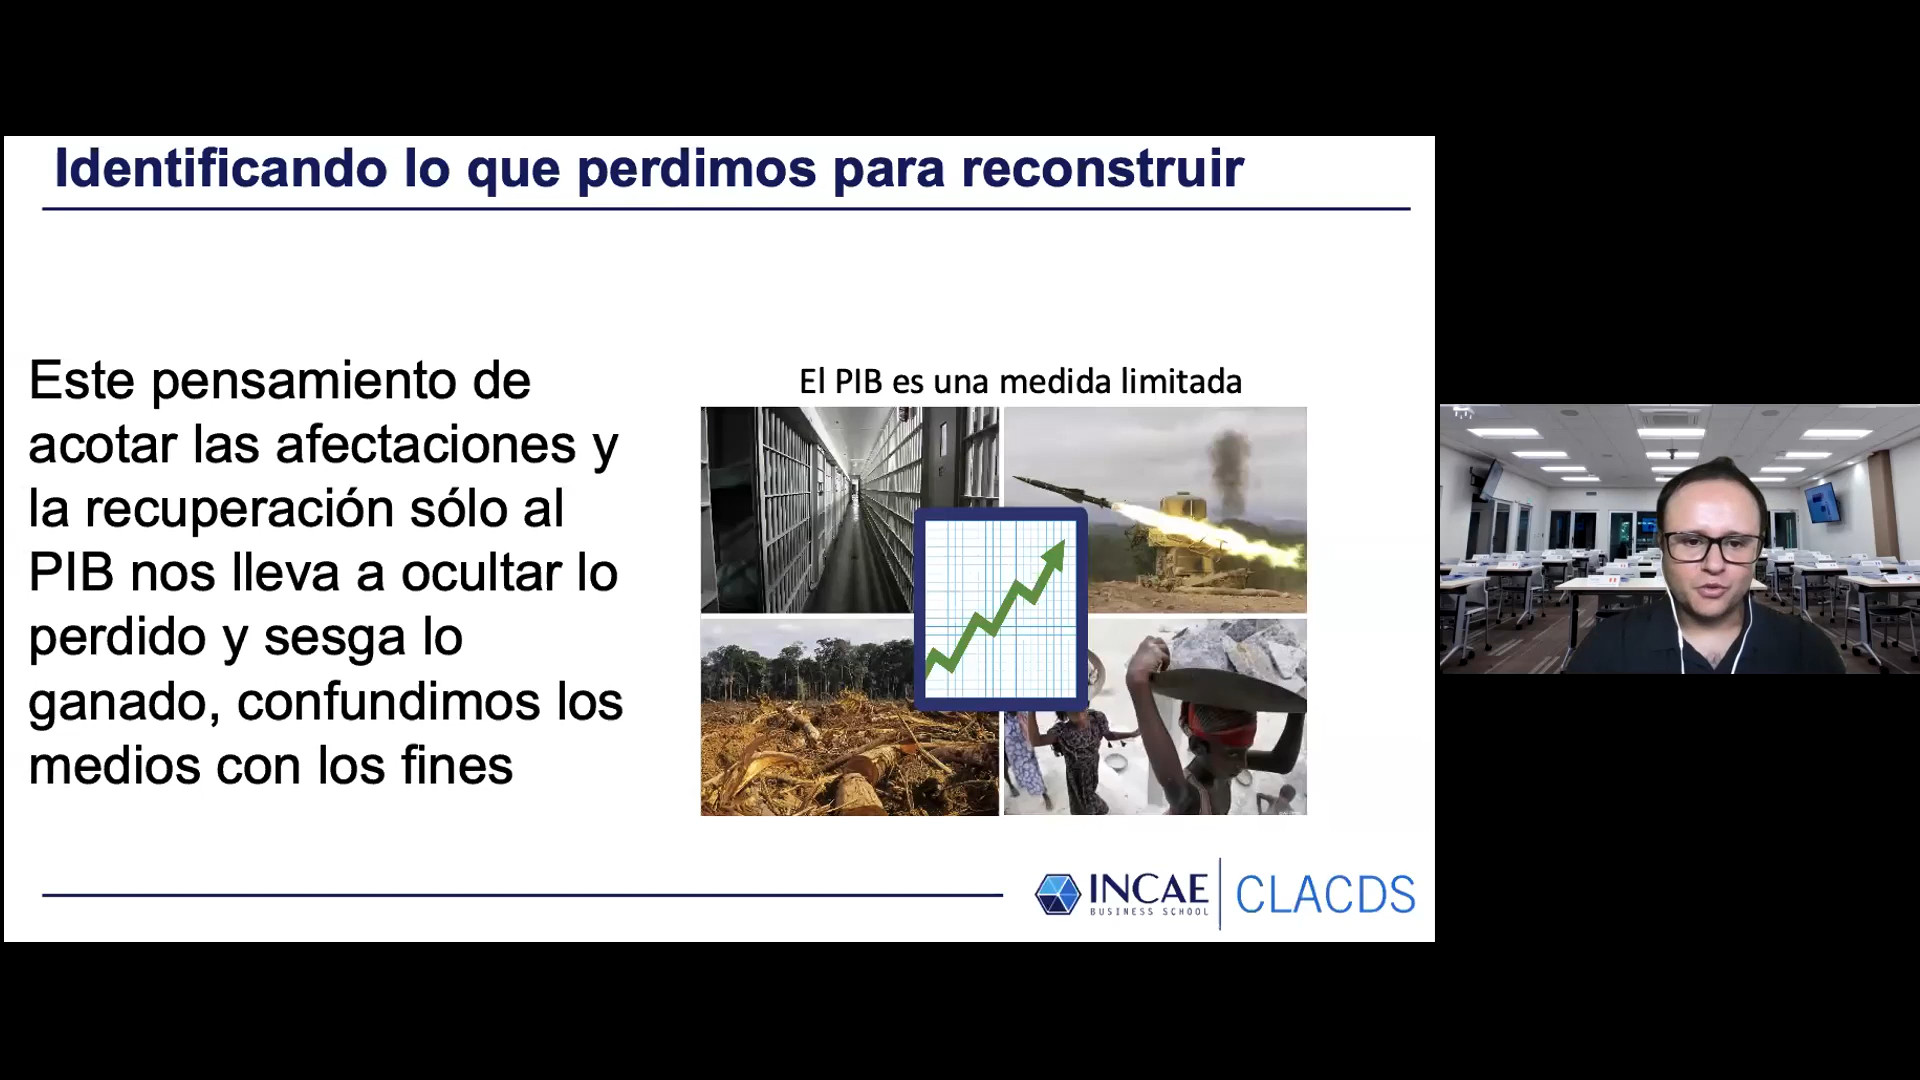 Identificando lo que perdimos para reconstruir
Este pensamiento de
acotar las afectaciones y
la recuperación sólo al
PIB nos lleva a ocultar lo
perdido y sesga lo
ganado, confundimos los
medios con los fines
El PIB es una medida limitada
INCAE
BUSINESS SCHOOL
CLACDS